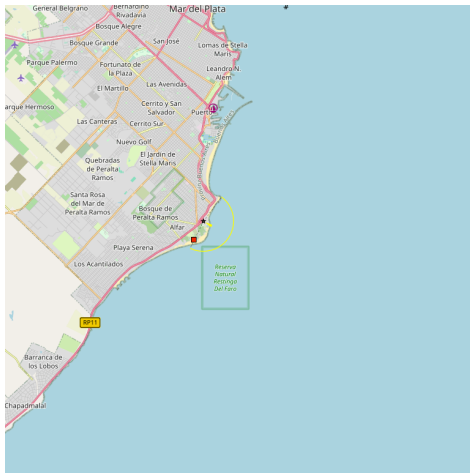 General Belgrano
Bernardino
Rivadavia
Mar del Plata
#
Bosque Alegre
Bosque Grande
San José
Lomas de Stella
Maris
Parque Palermo
Fortunato de
la Plaza
Leandro N
Alem
El Martillo
Las Avenidas
arque Hermoso
Cerrito y San
Salvador
Puerto
Las Canteras
Cerrito Sur
Nuevo Golf
Quebradas
de Peralta
Ramos
El Jardin de
Stella Maris
Santa Rosa
del Mar de
Peralta Ramos
Bosque de
Peralta Ramos
Alfar
Playa Serena
Los Acantilados
Reserva
Natural
Restinga
Del Faro
RP11
Barranca de
los Lobos
Chapadmalal